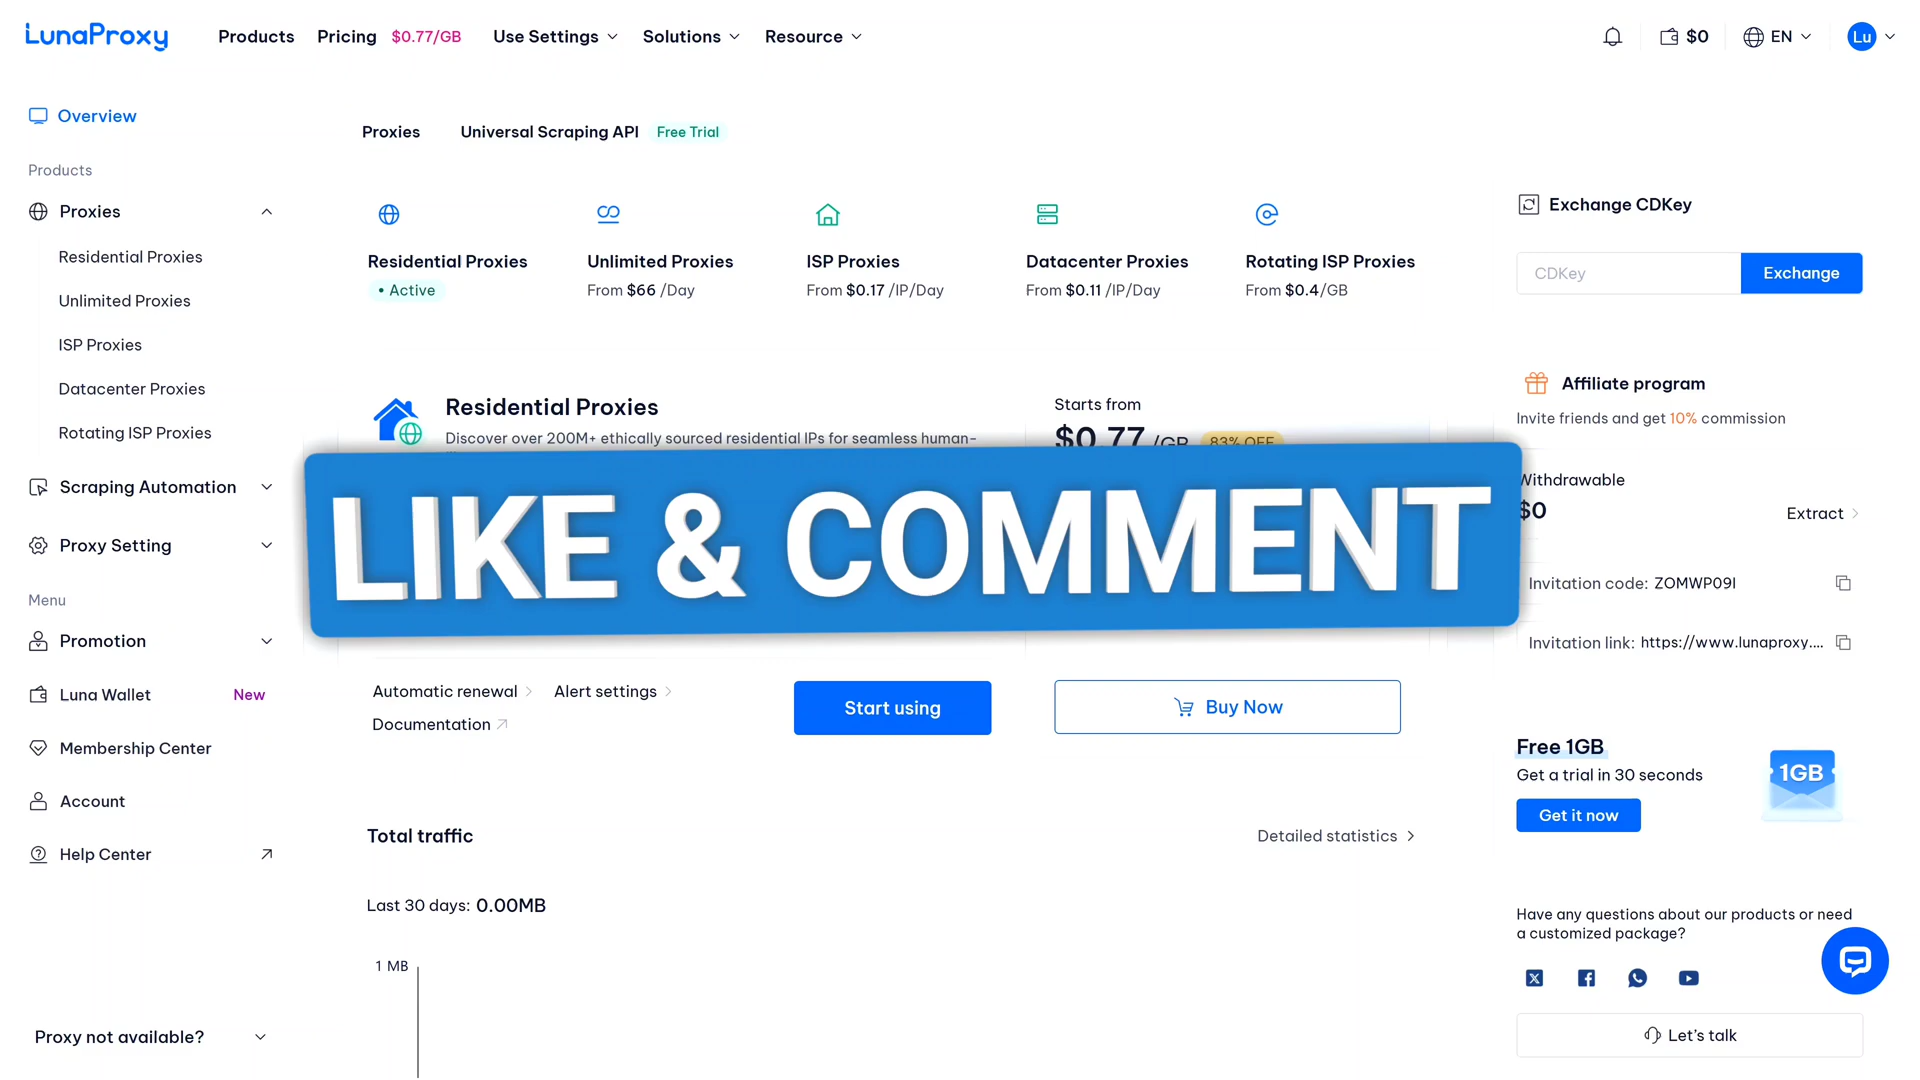 LunaProxy
Products
Pricing $0.77/GB
Use Settings
Solutions
Resource
$0
EN
Lu
Overview
Products
Proxies
Residential Proxies
Unlimited Proxies
ISP Proxies
Datacenter Proxies
Rotating ISP Proxies
Scraping Automation
Proxy Setting
Menu
Promotion
Luna Wallet New
Membership Center
Account
Help Center
Proxy not available?
Proxies
Universal Scraping API Free Trial
Residential Proxies
• Active
Unlimited Proxies
From $66 /Day
ISP Proxies
From $0.17 /IP/Day
Datacenter Proxies
From $0.11 /IP/Day
Rotating ISP Proxies
From $0.4/GB
Residential Proxies
Discover over 200M+ ethically sourced residential IPs for seamless human-
Starts from
$0.77 /GB 83% OFF
LIKE & COMMENT
Automatic renewal
Alert settings
Documentation
Start using
Buy Now
Total traffic
Detailed statistics
Last 30 days: 0.00MB
1 MB
Exchange CDKey
CDKey
Exchange
Affiliate program
Invite friends and get 10% commission
Withdrawable
$0
Extract
Invitation code: ZOMWP09I
Invitation link: https://www.lunaproxy....
Free 1GB
Get a trial in 30 seconds
Get it now
1GB
Have any questions about our products or need
a customized package?
Let's talk